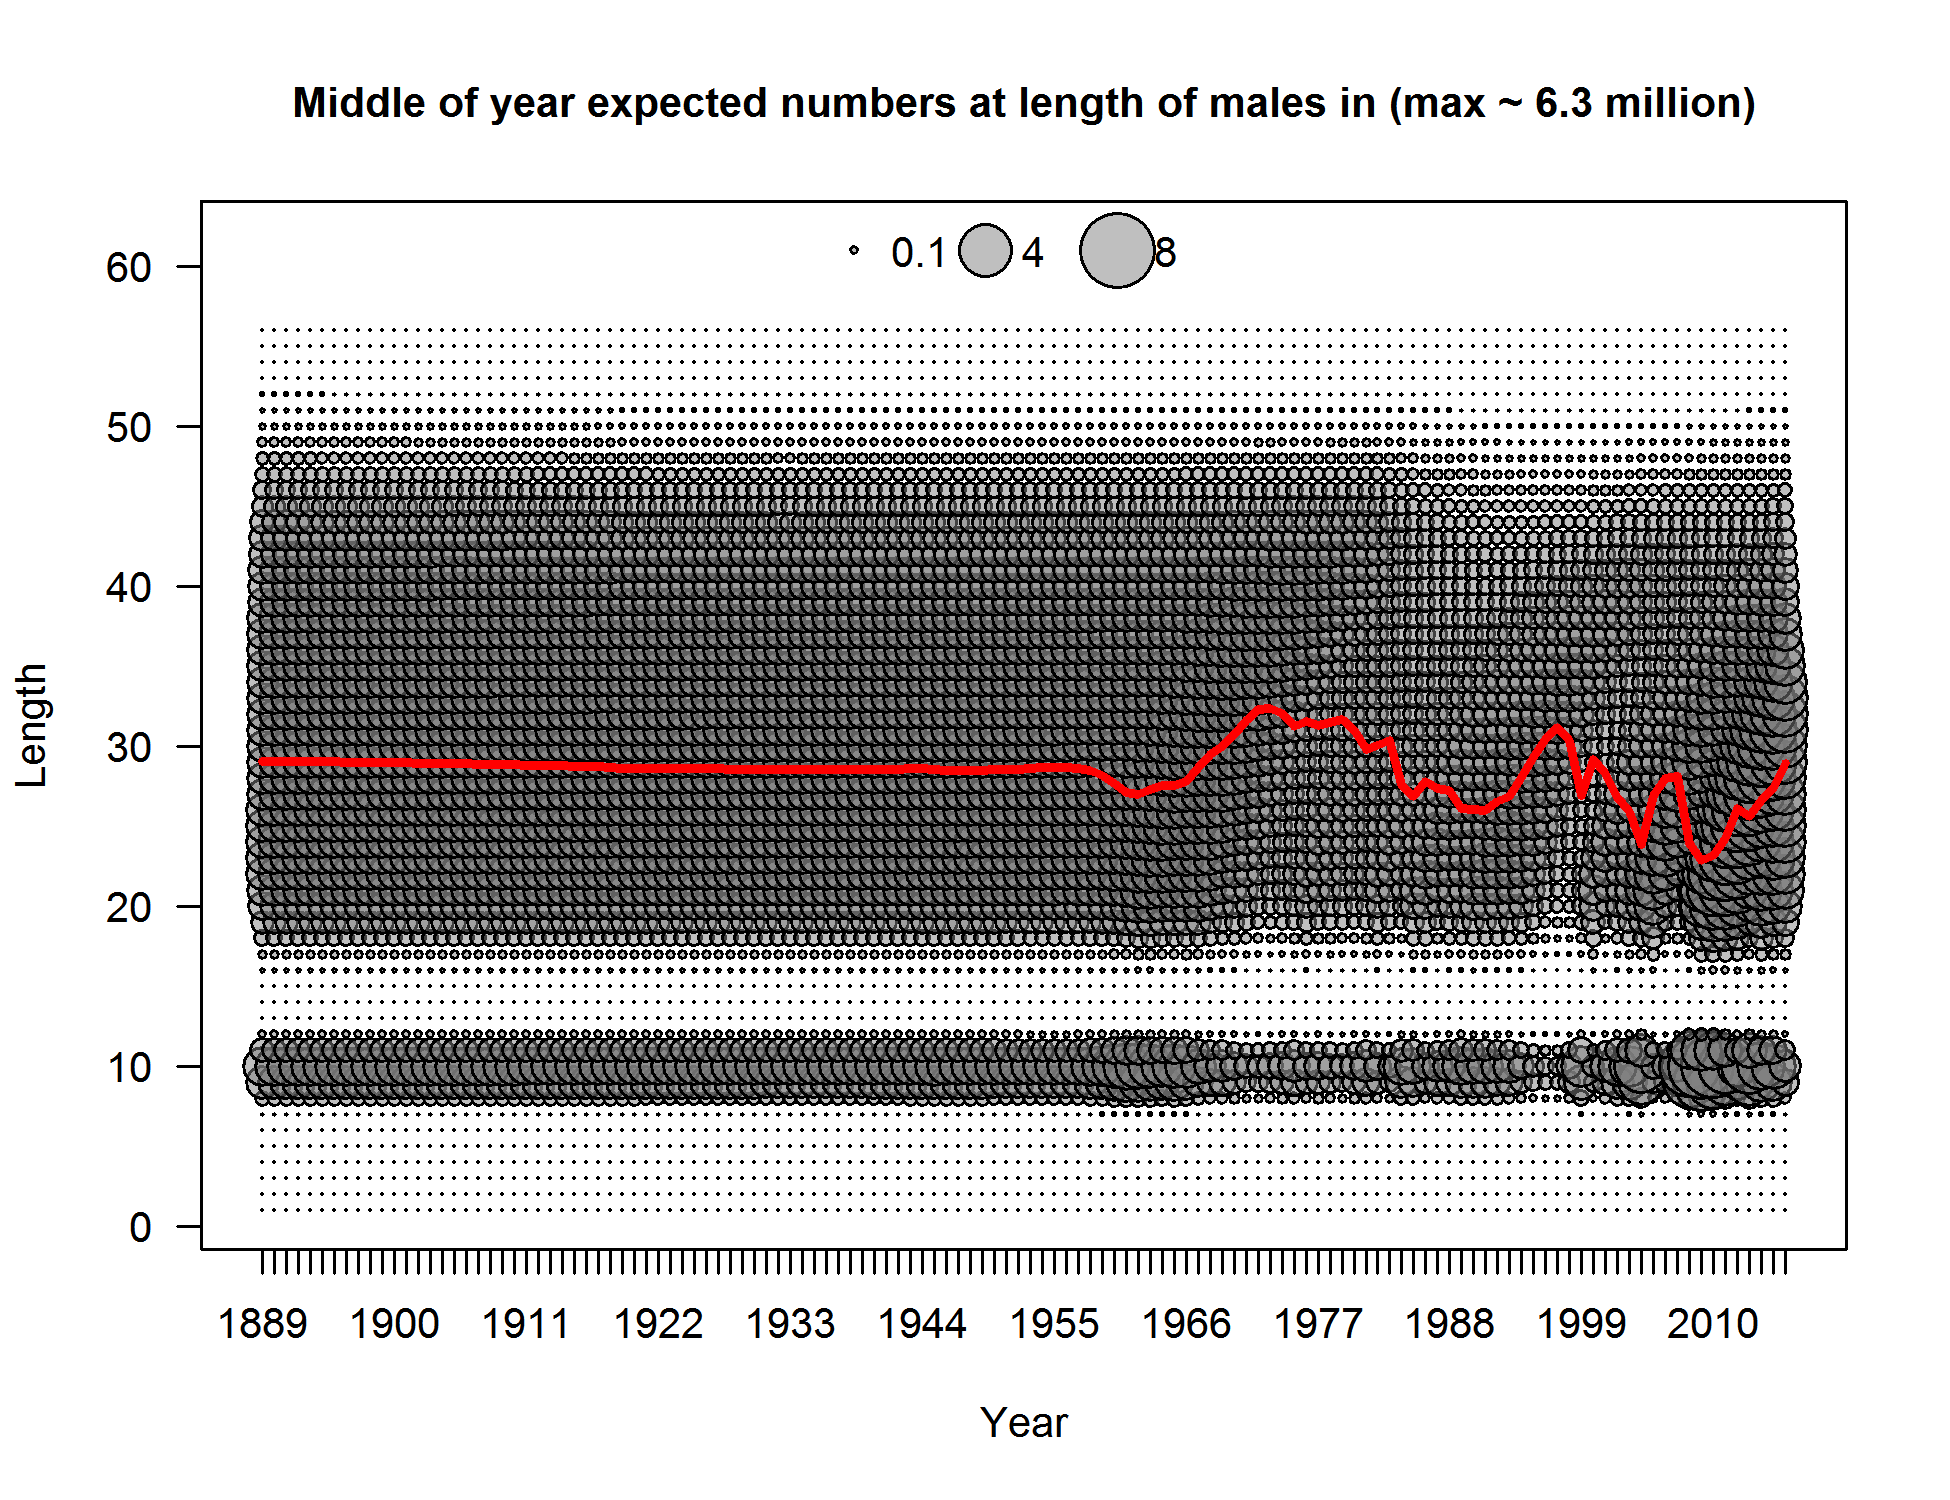 Middle of year expected numbers at length of males in (max ~ 6.3 million)
0.1 4 8
60
50
40
30
20
10
0
Length
1889 1900 1911 1922 1933 1944 1955 1966 1977 1988 1999 2010
Year